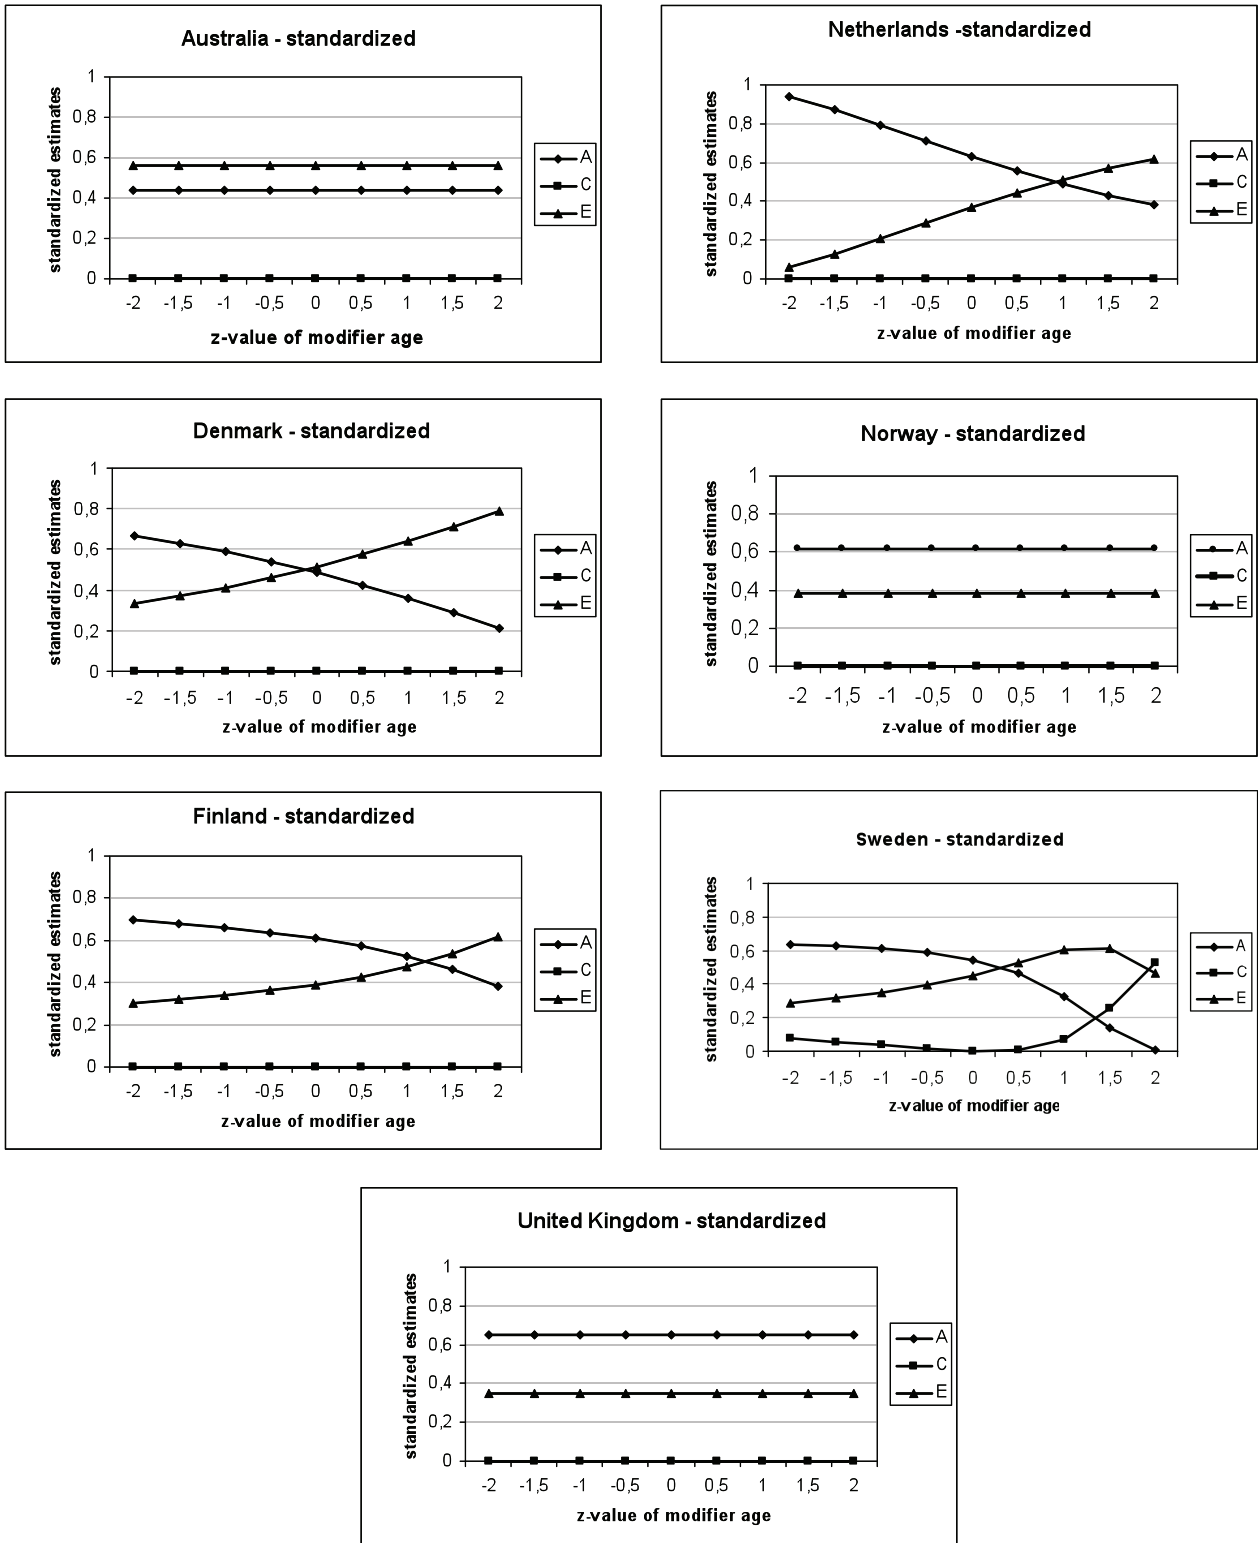 Australia - standardized
standardized estimates
1
0,8
0,6
0,4
0,2
0
-2 -1,5 -1 -0,5 0 0,5 1 1,5 2
z-value of modifier age
A
C
E
Netherlands -standardized
standardized estimates
1
0,8
0,6
0,4
0,2
0
-2 -1,5 -1 -0,5 0 0,5 1 1,5 2
z-value of modifier age
A
C
E
Denmark - standardized
standardized estimates
1
0,8
0,6
0,4
0,2
0
-2 -1,5 -1 -0,5 0 0,5 1 1,5 2
z-value of modifier age
A
C
E
Norway - standardized
standardized estimates
1
0,8
0,6
0,4
0,2
0
-2 -1,5 -1 -0,5 0 0,5 1 1,5 2
z-value of modifier age
A
C
E
Finland - standardized
standardized estimates
1
0,8
0,6
0,4
0,2
0
-2 -1,5 -1 -0,5 0 0,5 1 1,5 2
z-value of modifier age
A
C
E
Sweden - standardized
standardized estimates
1
0,8
0,6
0,4
0,2
0
-2 -1,5 -1 -0,5 0 0,5 1 1,5 2
z-value of modifier age
A
C
E
United Kingdom - standardized
standardized estimates
1
0,8
0,6
0,4
0,2
0
-2 -1,5 -1 -0,5 0 0,5 1 1,5 2
z-value of modifier age
A
C
E